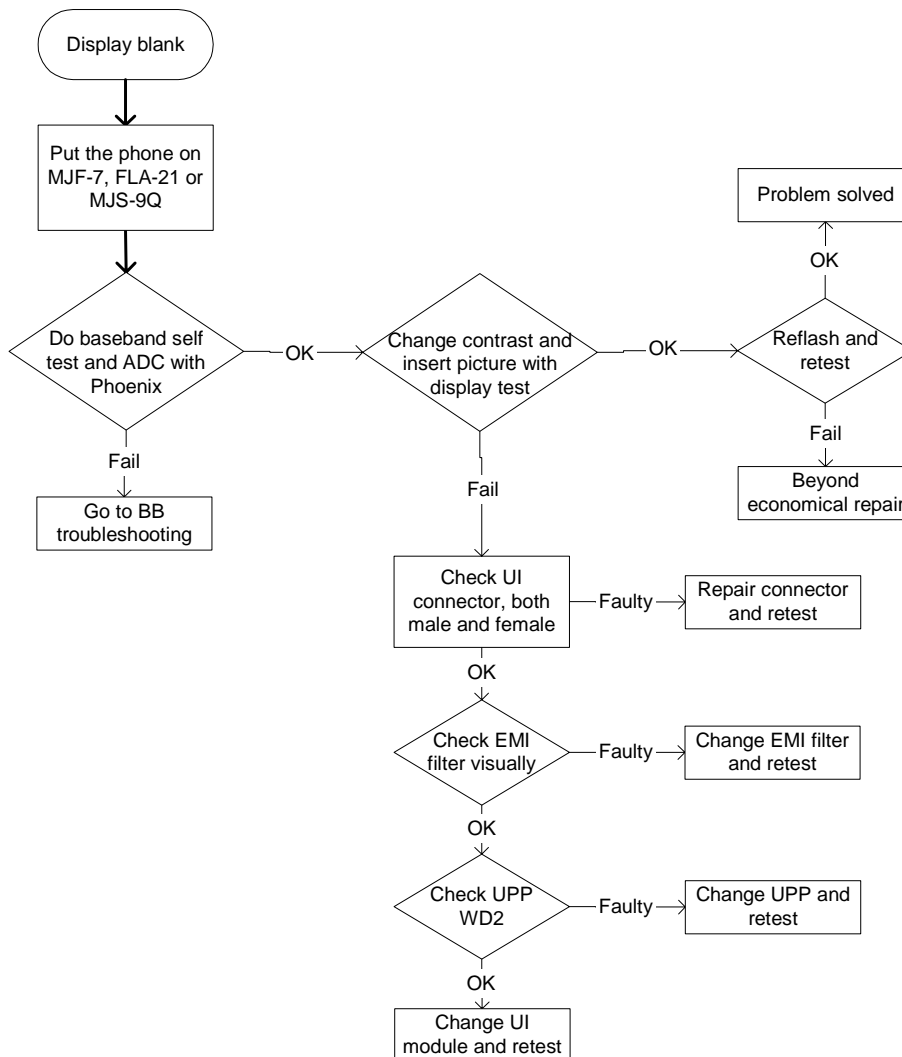 Display blank
Put the phone on
MJF-7, FLA-21 or
MJS-9Q
Do baseband self
test and ADC with
Phoenix
OK
Change contrast and
insert picture with
display test
OK
Reflash and
retest
OK
Problem solved
Fail
Beyond
economical repair
Fail
Go to BB
troubleshooting
Fail
Check UI
connector, both
male and female
Faulty
Repair connector
and retest
OK
Check EMI
filter visually
Faulty
Change EMI filter
and retest
OK
Check UPP
WD2
Faulty
Change UPP and
retest
OK
Change UI
module and retest